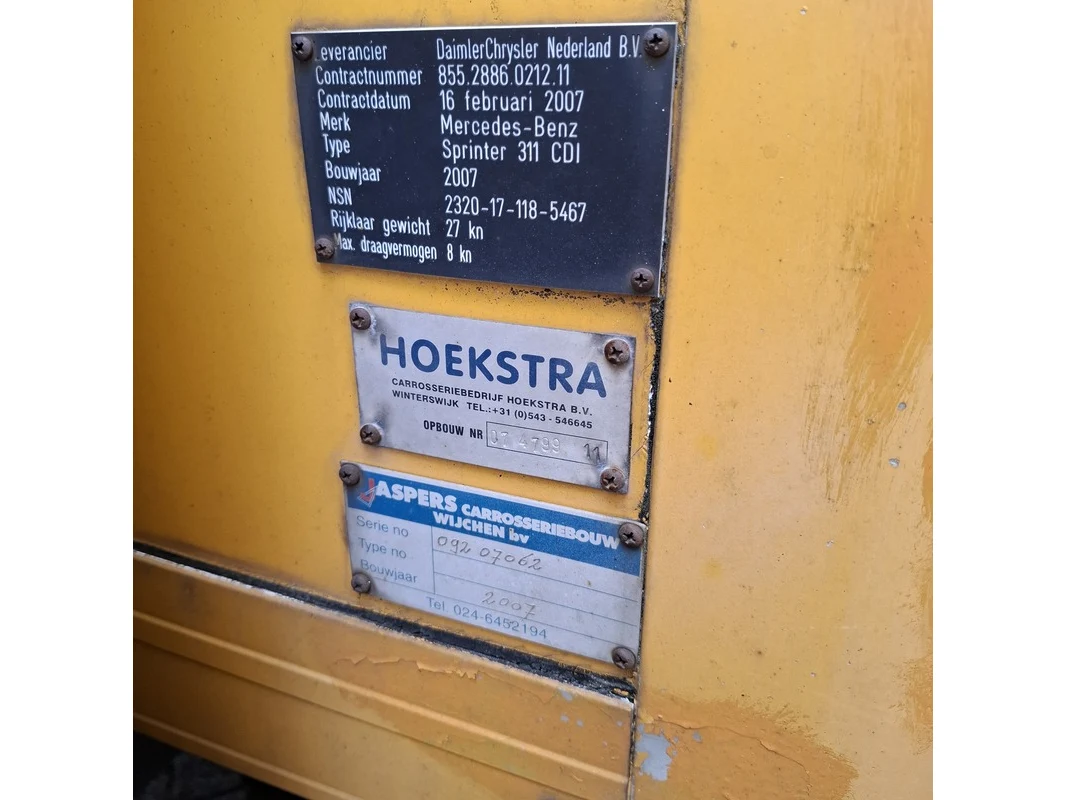 Leverancier DaimlerChrysler Nederland B.V.
Contractnummer 855.2886.0212.11
Contractdatum 16 februari 2007
Merk Mercedes-Benz
Type Sprinter 311 CDI
Bouwjaar 2007
NSN 2320-17-118-5467
Rijklaar gewicht 27 kn
Max. draagvermogen 8 kn
HOEKSTRA
CARROSSERIEBEDRIJF HOEKSTRA B.V.
WINTERSWIJK TEL.:+31 (0)543 - 546645
OPBOUW NR 07 4799 11
JASPERS CARROSSERIEBOUW
WIJCHEN bv
Serie no 092 07062
Type no
Bouwjaar 2007
Tel 024-6452194